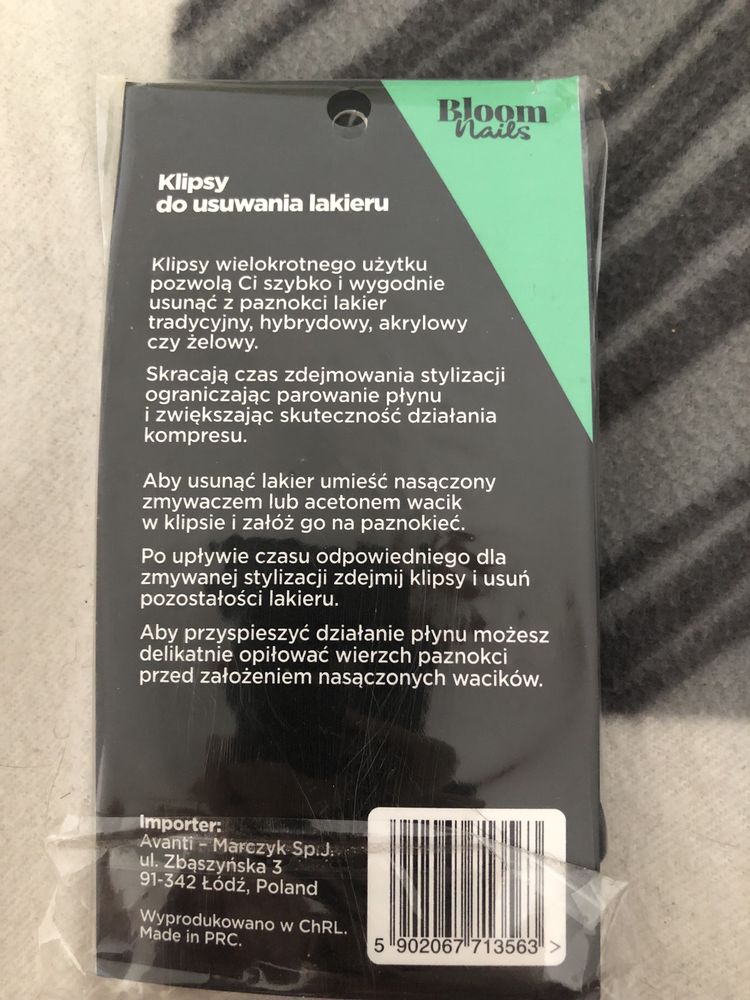 Bloom
Nails
Klipsy
do usuwania lakieru
Klipsy wielokrotnego użytku
pozwolą Ci szybko i wygodnie
usunąć z paznokci lakier
tradycyjny, hybrydowy, akrylowy
czy żelowy.
Skracają czas zdejmowania stylizacji
ograniczając parowanie płynu
i zwiększając skuteczność działania
kompresu.
Aby usunąć lakier umieść nasączony
zmywaczem lub acetonem wacik
w klipsie i załóż go na paznokieć.
Po upływie czasu odpowiedniego dla
zmywanej stylizacji zdejmij klipsy i usuń
pozostałości lakieru.
Aby przyspieszyć działanie płynu możesz
delikatnie opiłować wierzch paznokci
przed założeniem nasączonych wacików.
Importer:
Avanti – Marczyk Sp.J.
ul. Zbąszyńska 3
91-342 Łódź, Poland
Wyprodukowano w ChRL.
Made in PRC.
5 902067 713563 >